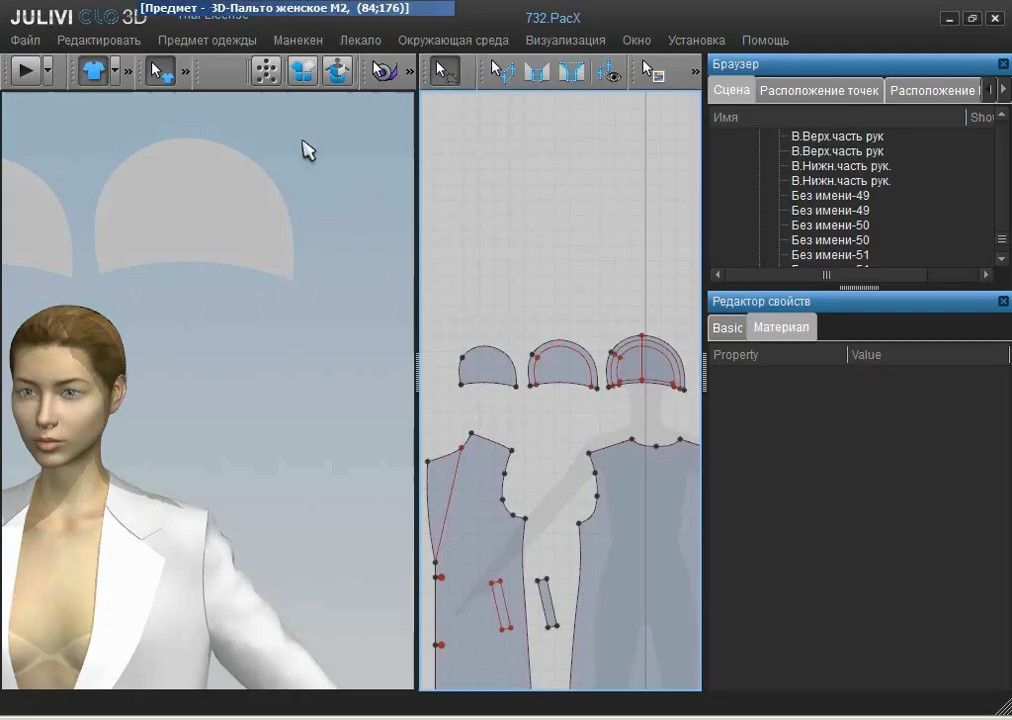 [Предмет - 3D-Пальто женское М2, (84;176)]
JULIVI CLO 3D
Trial License
732.PacX
Файл Редактировать Предмет одежды Манекен Лекало Окружающая среда Визуализация Окно Установка Помощь
Браузер
Сцена Расположение точек Расположение
Имя Sho
В.Верх.часть рук
В.Верх.часть рук
В.Нижн.часть рук.
В.Нижн.часть рук.
Без имени-49
Без имени-49
Без имени-50
Без имени-50
Без имени-51
Редактор свойств
Basic Материал
Property Value